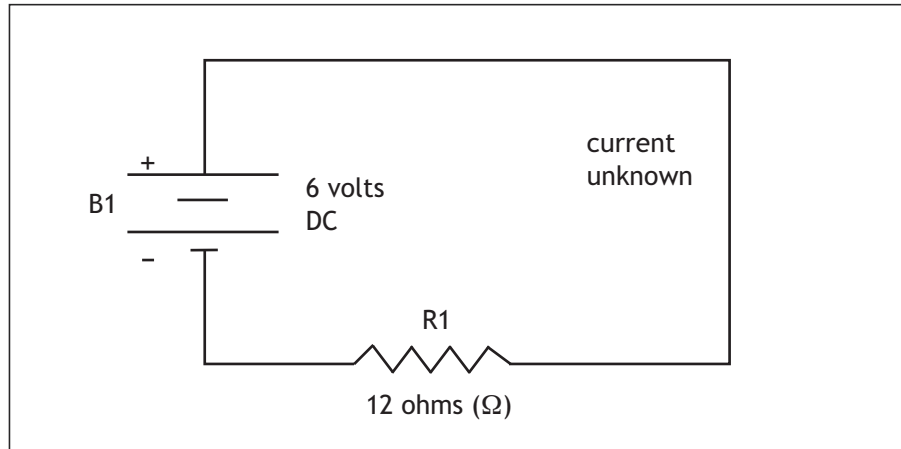 +
B1
6 volts
DC
–
current
unknown
R1
12 ohms (Ω)